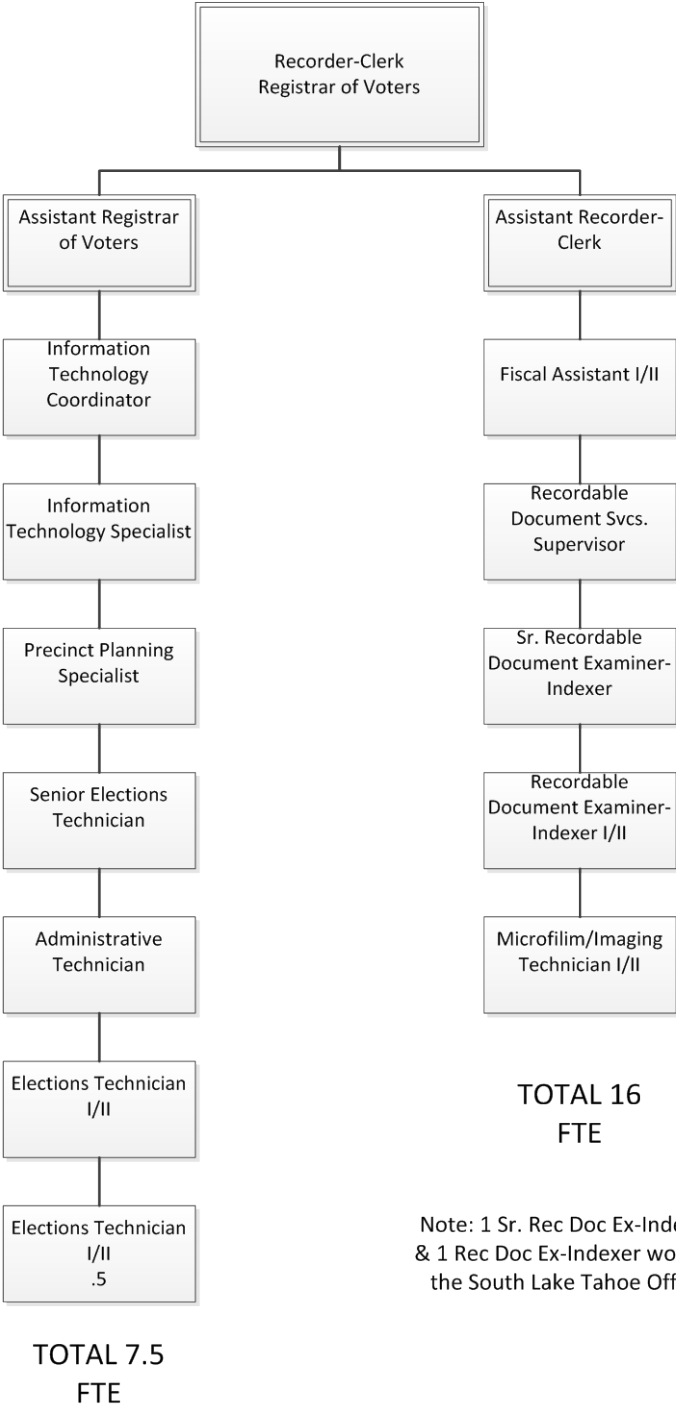 Recorder-Clerk
Registrar of Voters
Assistant Registrar
of Voters
Information
Technology
Coordinator
Information
Technology Specialist
Precinct Planning
Specialist
Senior Elections
Technician
Administrative
Technician
Elections Technician
I/II
Elections Technician
I/II
.5
TOTAL 7.5
FTE
Assistant Recorder-
Clerk
Fiscal Assistant I/II
Recordable
Document Svcs.
Supervisor
Sr. Recordable
Document Examiner-
Indexer
Recordable
Document Examiner-
Indexer I/II
Microfilim/Imaging
Technician I/II
TOTAL 16
FTE
Note: 1 Sr. Rec Doc
& 1 Rec Doc Ex-Indexer
the South Lake Tahoe